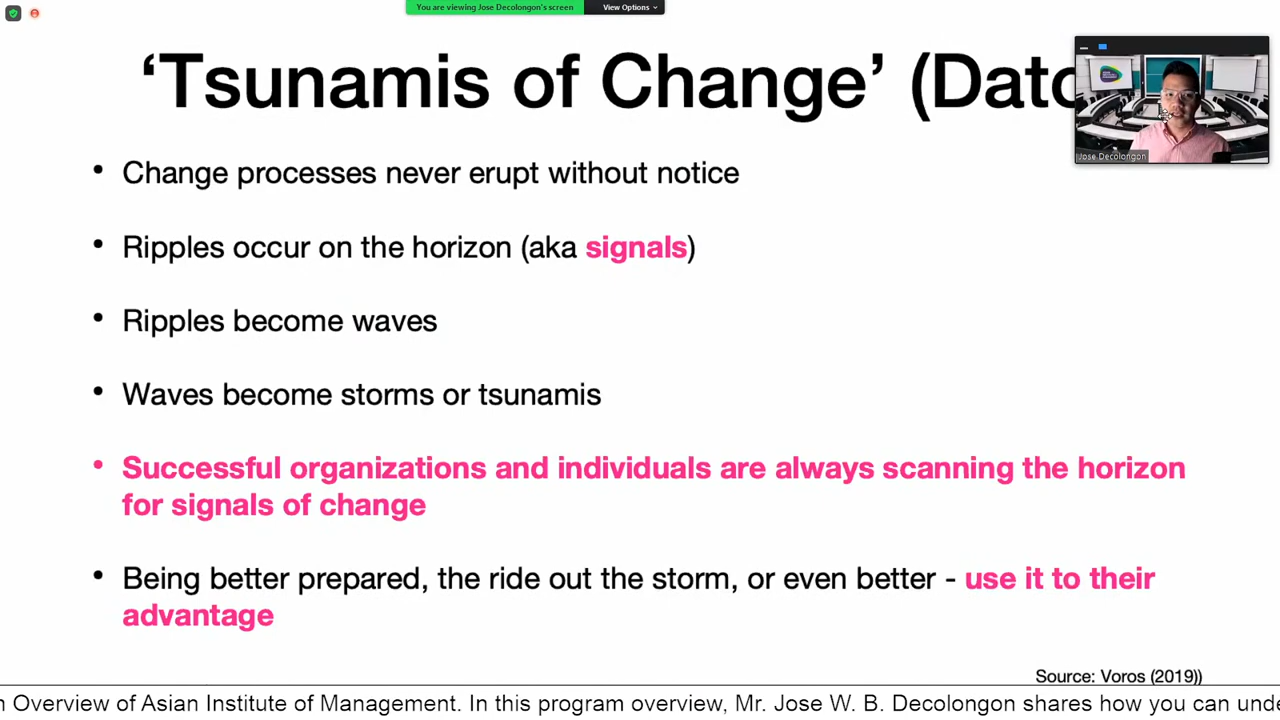 You are viewing Jose Decolongon's screen
View Options
‘Tsunamis of Change’ (Dato
Jose Decolongon
• Change processes never erupt without notice
• Ripples occur on the horizon (aka signals)
• Ripples become waves
• Waves become storms or tsunamis
• Successful organizations and individuals are always scanning the horizon
for signals of change
• Being better prepared, the ride out the storm, or even better - use it to their
advantage
Source: Voros (2019))
n Overview of Asian Institute of Management. In this program overview, Mr. Jose W. B. Decolongon shares how you can unde